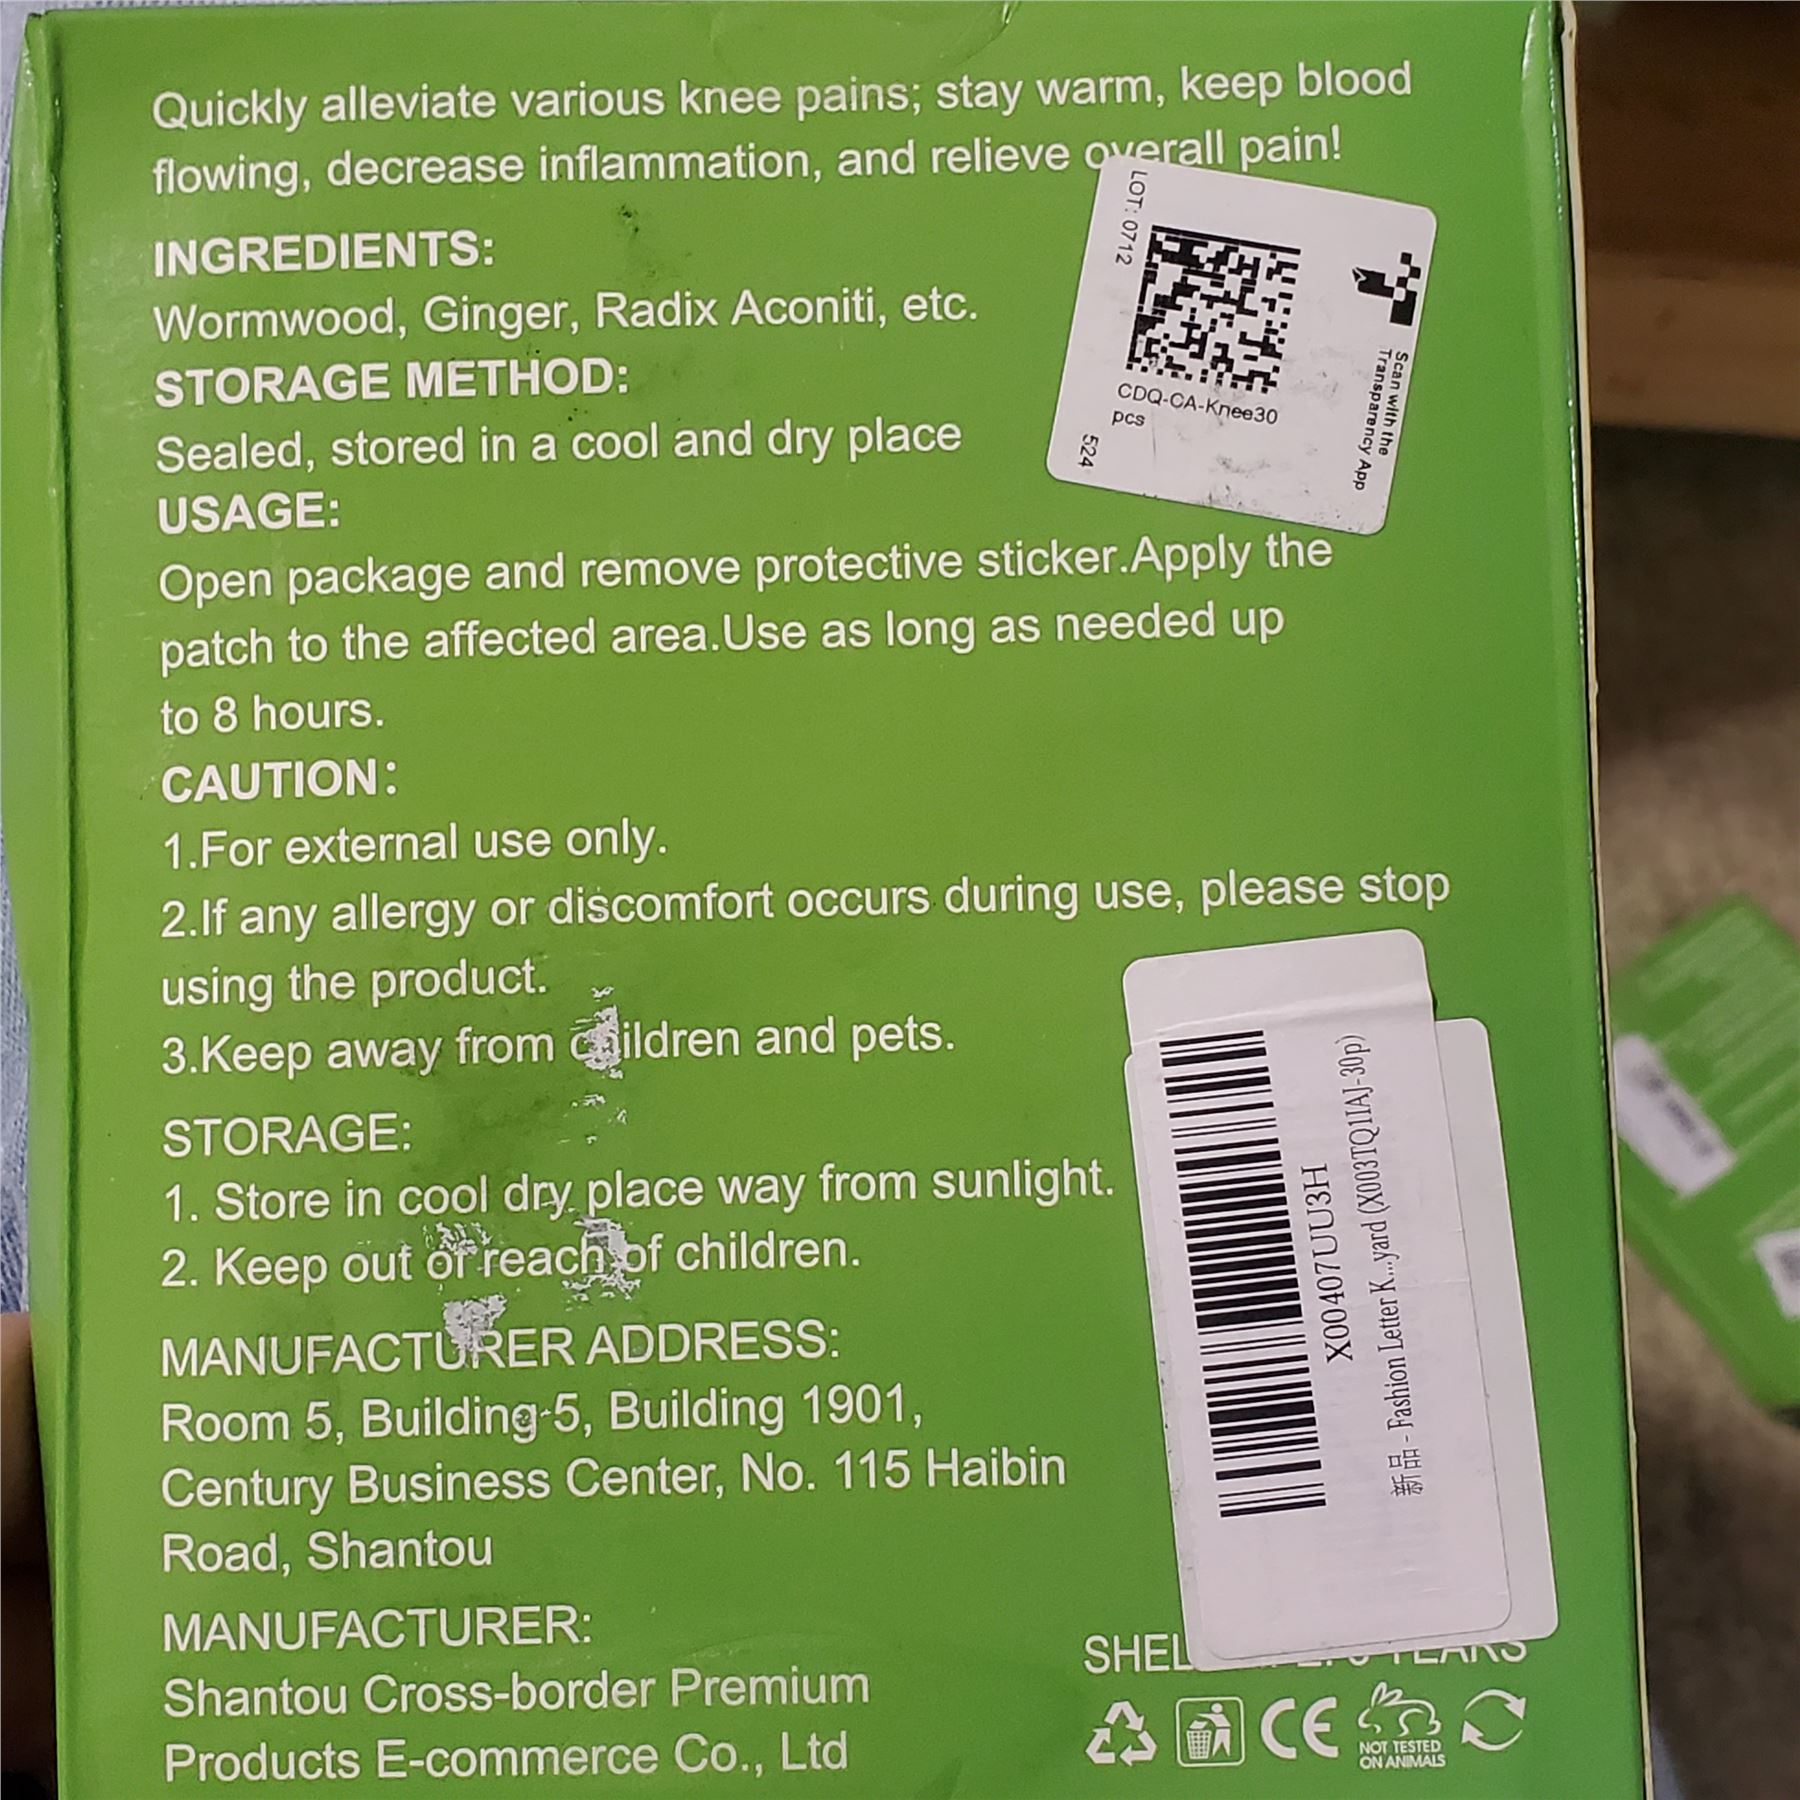 Quickly alleviate various knee pains; stay warm, keep blood
flowing, decrease inflammation, and relieve overall pain!
INGREDIENTS:
Wormwood, Ginger, Radix Aconiti, etc.
STORAGE METHOD:
Sealed, stored in a cool and dry place
USAGE:
Open package and remove protective sticker.Apply the
patch to the affected area.Use as long as needed up
to 8 hours.
CAUTION:
1.For external use only.
2.If any allergy or discomfort occurs during use, please stop
using the product.
3.Keep away from children and pets.
STORAGE:
1. Store in cool dry place way from sunlight.
2. Keep out of reach of children.
MANUFACTURER ADDRESS:
Room 5, Building-5, Building 1901,
Century Business Center, No. 115 Haibin
Road, Shantou
MANUFACTURER:
Shantou Cross-border Premium
Products E-commerce Co., Ltd
LOT: 0712
CDQ-CA-Knee30
pcs
524
Scan with the
Transparency App
X00407UU3H
新品 - Fashion Letter K...yard (X003TQ1IAJ-30p)
YEARS
CE
NOT TESTED
ON ANIMALS